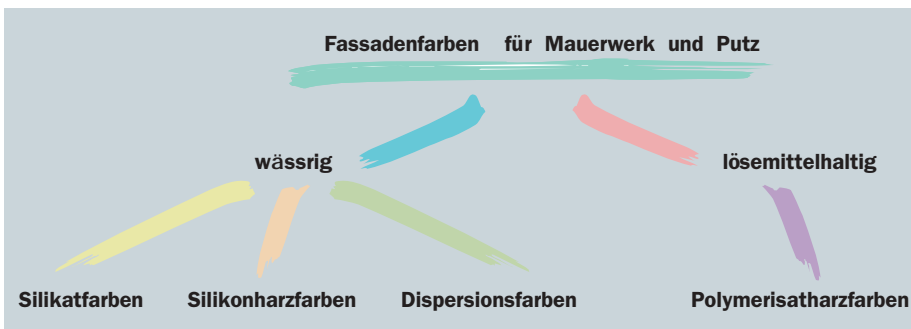 Fassadenfarben für Mauerwerk und Putz
wässrig lösemittelhaltig
Silikatfarben Silikonharzfarben Dispersionsfarben Polymerisatharzfarben